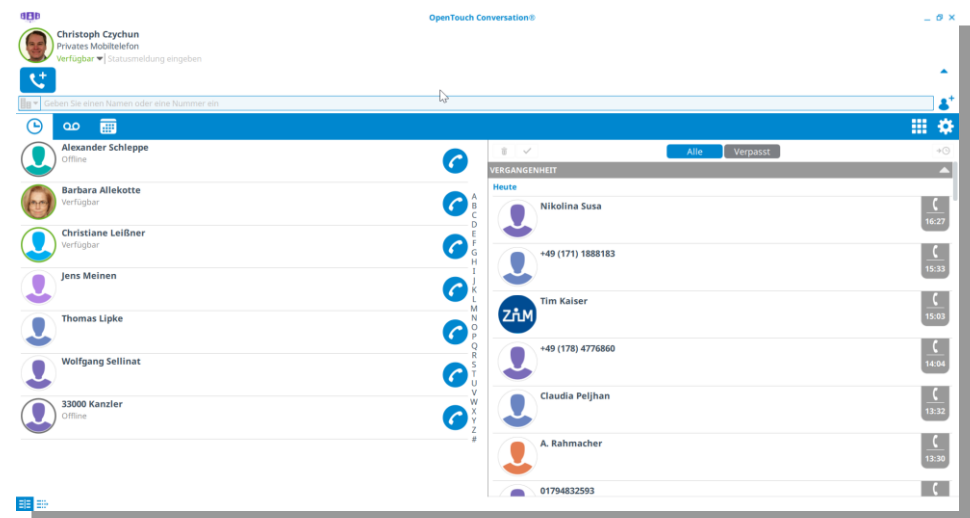 OpenTouch Conversation®
Christoph Czychun
Privates Mobiltelefon
Verfügbar
Statusmeldung eingeben
Geben Sie einen Namen oder eine Nummer ein
Alexander Schleppe
Offline
Barbara Allekotte
Verfügbar
Christiane Leißner
Verfügbar
Jens Meinen
Thomas Lipke
Wolfgang Sellinat
33000 Kanzler
Offline
A
B
C
D
E
F
G
H
I
J
K
L
M
N
O
P
Q
R
S
T
U
V
W
X
Y
Z
#
Alle
Verpasst
VERGANGENHEIT
Heute
Nikolina Susa
16:27
+49 (171) 1888183
15:33
Tim Kaiser
ZAM
15:03
+49 (178) 4776860
14:04
Claudia Peljhan
13:32
A. Rahmacher
13:30
01794832593